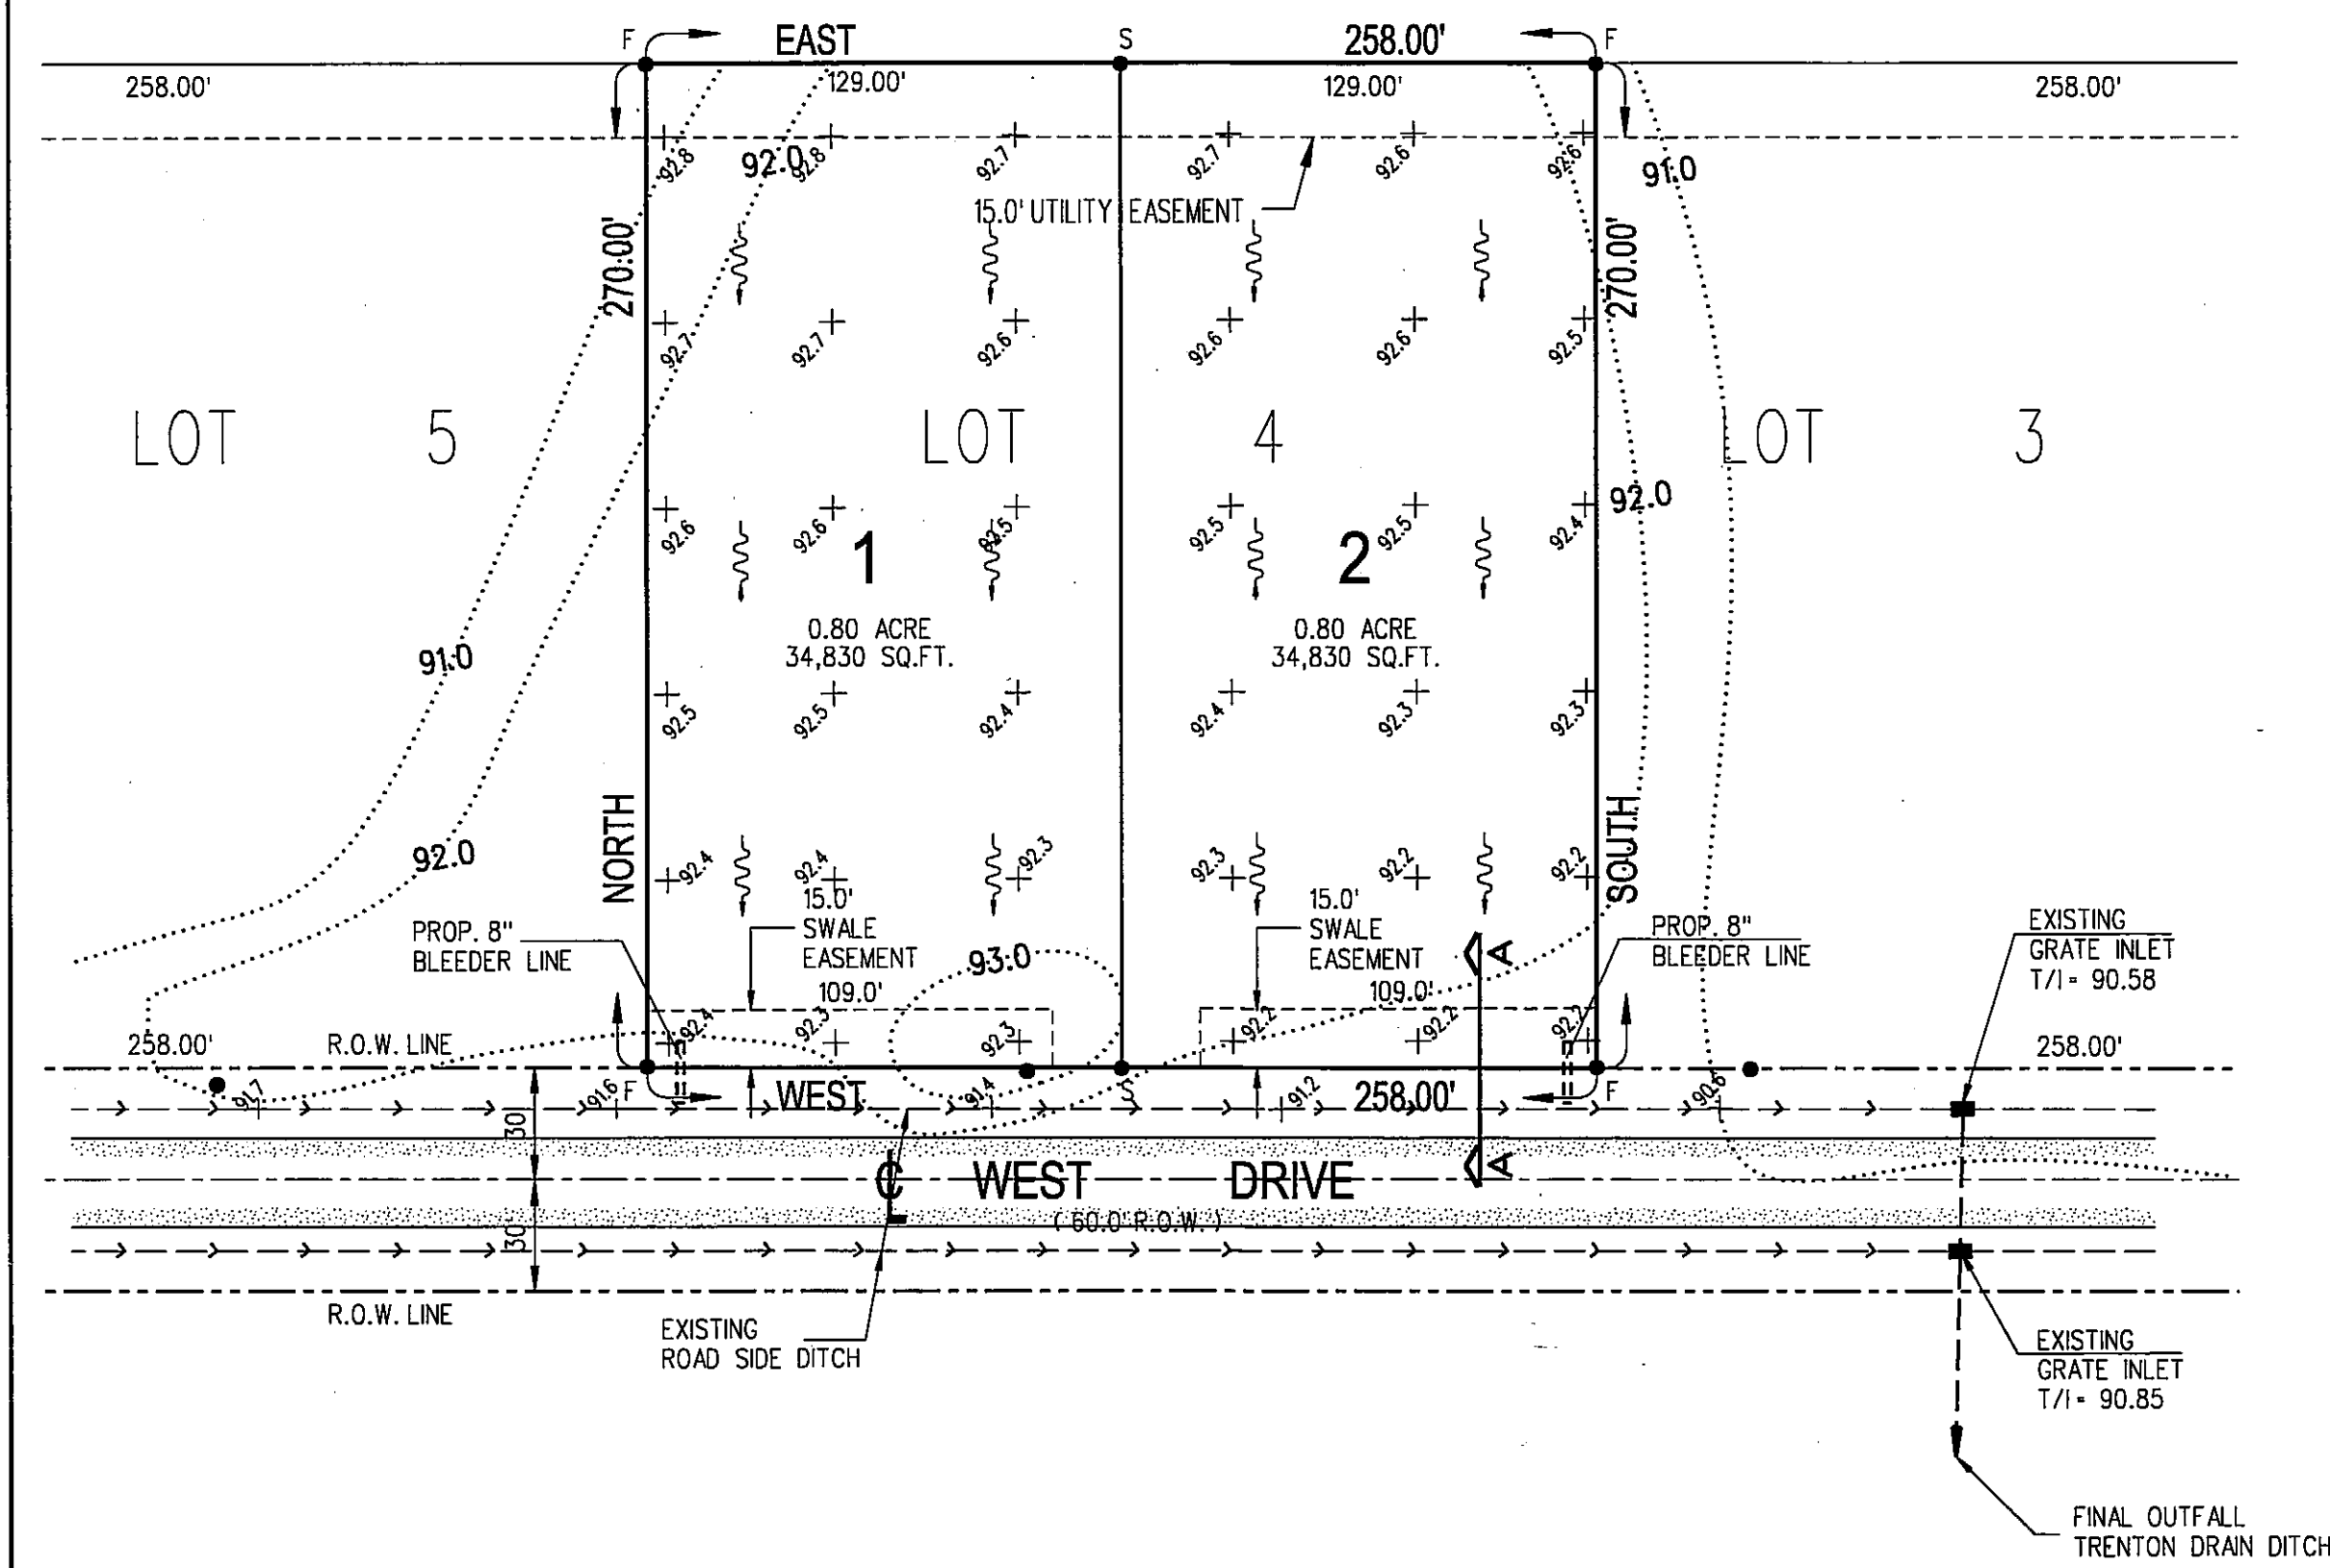 F
EAST
S
258.00'
F
258.00'
129.00'
129.00'
258.00'
92.8
92.0
92.8
92.7
92.7
92.6
92.6
91.0
15.0' UTILITY EASEMENT
270.00'
270.00'
92.7
92.7
92.6
92.6
92.6
92.5
LOT 5
LOT 4
LOT 3
92.6
92.6
92.5
92.5
92.5
92.4
92.0
1
2
0.80 ACRE
34,830 SQ.FT.
0.80 ACRE
34,830 SQ.FT.
91.0
92.5
92.5
92.4
92.4
92.3
92.3
NORTH
SOUTH
92.0
92.4
92.4
92.3
92.3
92.2
92.2
PROP. 8"
BLEEDER LINE
15.0'
SWALE
EASEMENT
109.0'
93.0
15.0'
SWALE
EASEMENT
109.0'
A
PROP. 8"
BLEEDER LINE
EXISTING
GRATE INLET
T/I= 90.58
92.4
92.3
92.3
92.2
92.2
92.2
258.00'
R.O.W. LINE
258.00'
91.7
91.6
F
WEST
91.4
S
91.2
258.00'
F
90.6
30'
CL
WEST DRIVE
A
( 60.0' R.O.W. )
30'
R.O.W. LINE
EXISTING
ROAD SIDE DITCH
EXISTING
GRATE INLET
T/I= 90.85
FINAL OUTFALL
TRENTON DRAIN DITCH